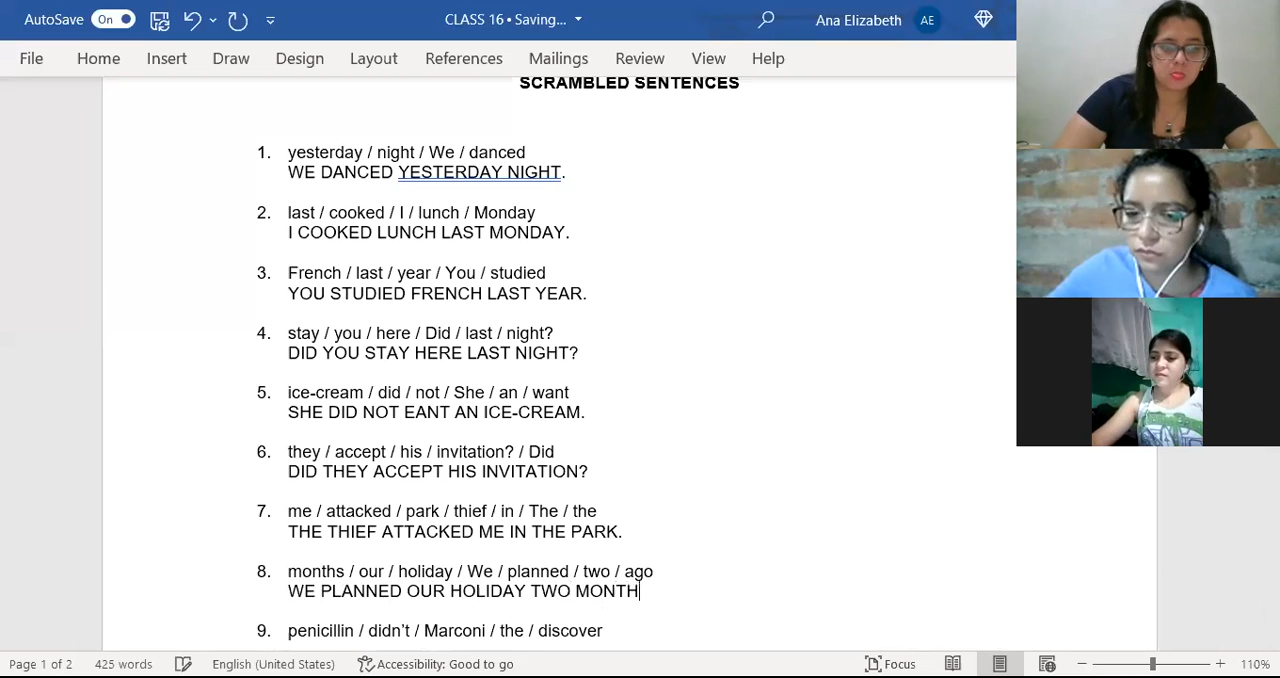 AutoSave On CLASS 16 • Saving... Ana Elizabeth AE
File Home Insert Draw Design Layout References Mailings Review View Help
SCRAMBLED SENTENCES
1. yesterday / night / We / danced
WE DANCED YESTERDAY NIGHT.
2. last / cooked / I / lunch / Monday
I COOKED LUNCH LAST MONDAY.
3. French / last / year / You / studied
YOU STUDIED FRENCH LAST YEAR.
4. stay / you / here / Did / last / night?
DID YOU STAY HERE LAST NIGHT?
5. ice-cream / did / not / She / an / want
SHE DID NOT EANT AN ICE-CREAM.
6. they / accept / his / invitation? / Did
DID THEY ACCEPT HIS INVITATION?
7. me / attacked / park / thief / in / The / the
THE THIEF ATTACKED ME IN THE PARK.
8. months / our / holiday / We / planned / two / ago
WE PLANNED OUR HOLIDAY TWO MONTH
9. penicillin / didn't / Marconi / the / discover
Page 1 of 2 425 words English (United States) Accessibility: Good to go Focus 110%